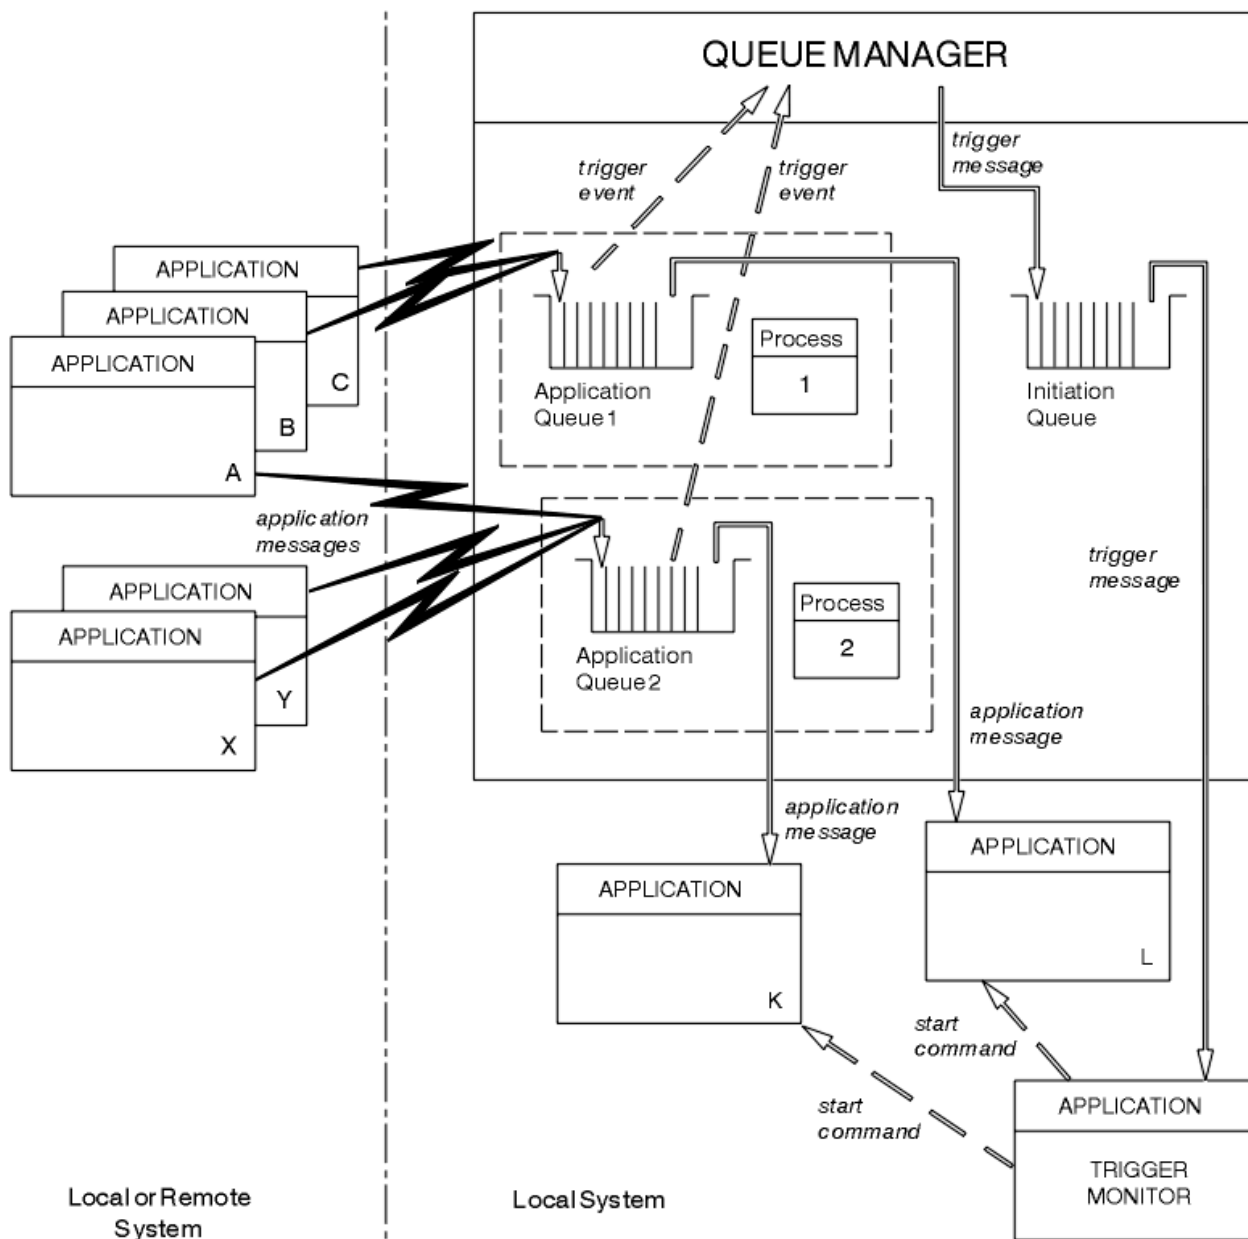 QUEUE MANAGER
trigger
event
trigger
event
trigger
message
APPLICATION
C
APPLICATION
B
APPLICATION
A
application
messages
APPLICATION
Y
APPLICATION
X
Application
Queue 1
Process
1
Initiation
Queue
Application
Queue 2
Process
2
trigger
message
application
message
application
message
APPLICATION
K
APPLICATION
L
start
command
start
command
APPLICATION
TRIGGER
MONITOR
Local or Remote
System
Local System